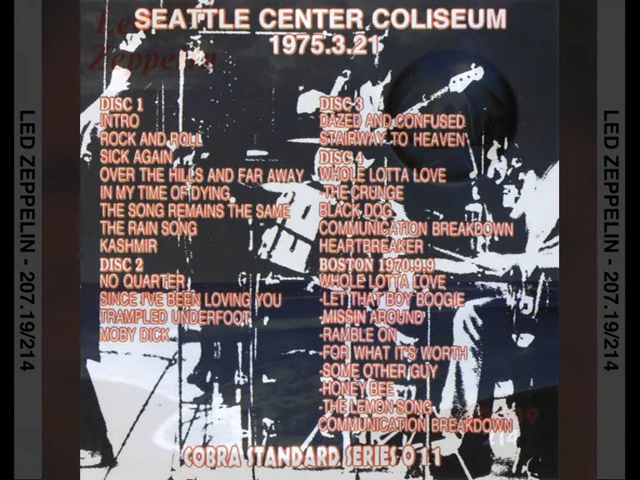 SEATTLE CENTER COLISEUM
1975.3.21
Led
Zeppelin
DISC 1
INTRO
ROCK AND ROLL
SICK AGAIN
OVER THE HILLS AND FAR AWAY
IN MY TIME OF DYING
THE SONG REMAINS THE SAME
THE RAIN SONG
KASHMIR
DISC 2
NO QUARTER
SINCE I'VE BEEN LOVING YOU
TRAMPLED UNDERFOOT
MOBY DICK
DISC 3
DAZED AND CONFUSED
STAIRWAY TO HEAVEN
DISC 4
WHOLE LOTTA LOVE
-THE CRUNGE
BLACK DOG
COMMUNICATION BREAKDOWN
HEARTBREAKER
BOSTON 1970.9.9
WHOLE LOTTA LOVE
-LET THAT BOY BOOGIE
-MISSIN AROUND
-RAMBLE ON
-FOR WHAT IT'S WORTH
-SOME OTHER GUY
-HONEY BEE
-THE LEMON SONG
COMMUNICATION BREAKDOWN
COBRA STANDARD SERIES 011
LED ZEPPELIN - 207.19/214
LED ZEPPELIN - 207.19/214
214